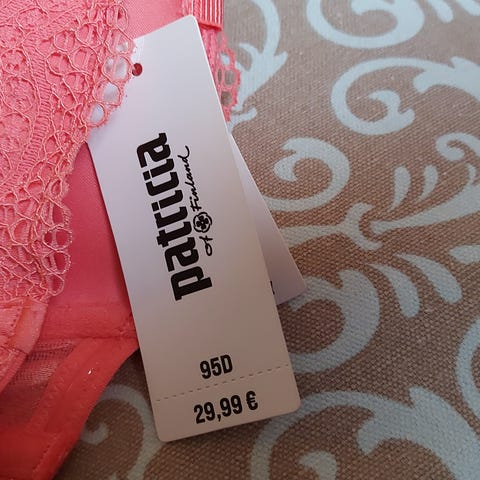 patricia
of Finland
95D
29,99 €